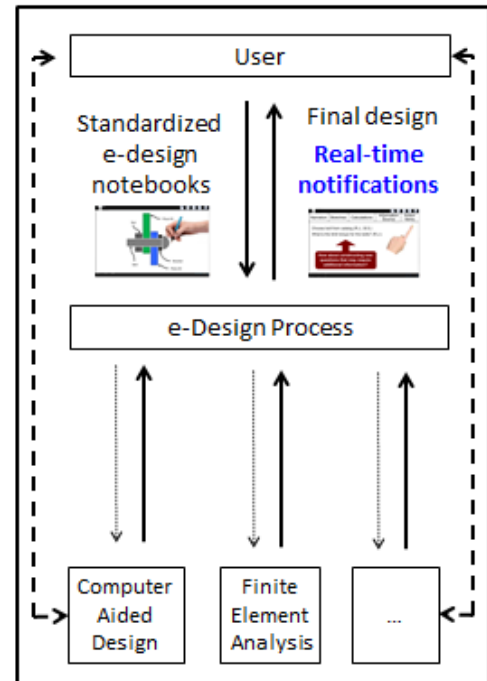 User
Standardized
e-design
notebooks
Final design
Real-time
notifications
e-Design Process
Computer
Aided
Design
Finite
Element
Analysis
...